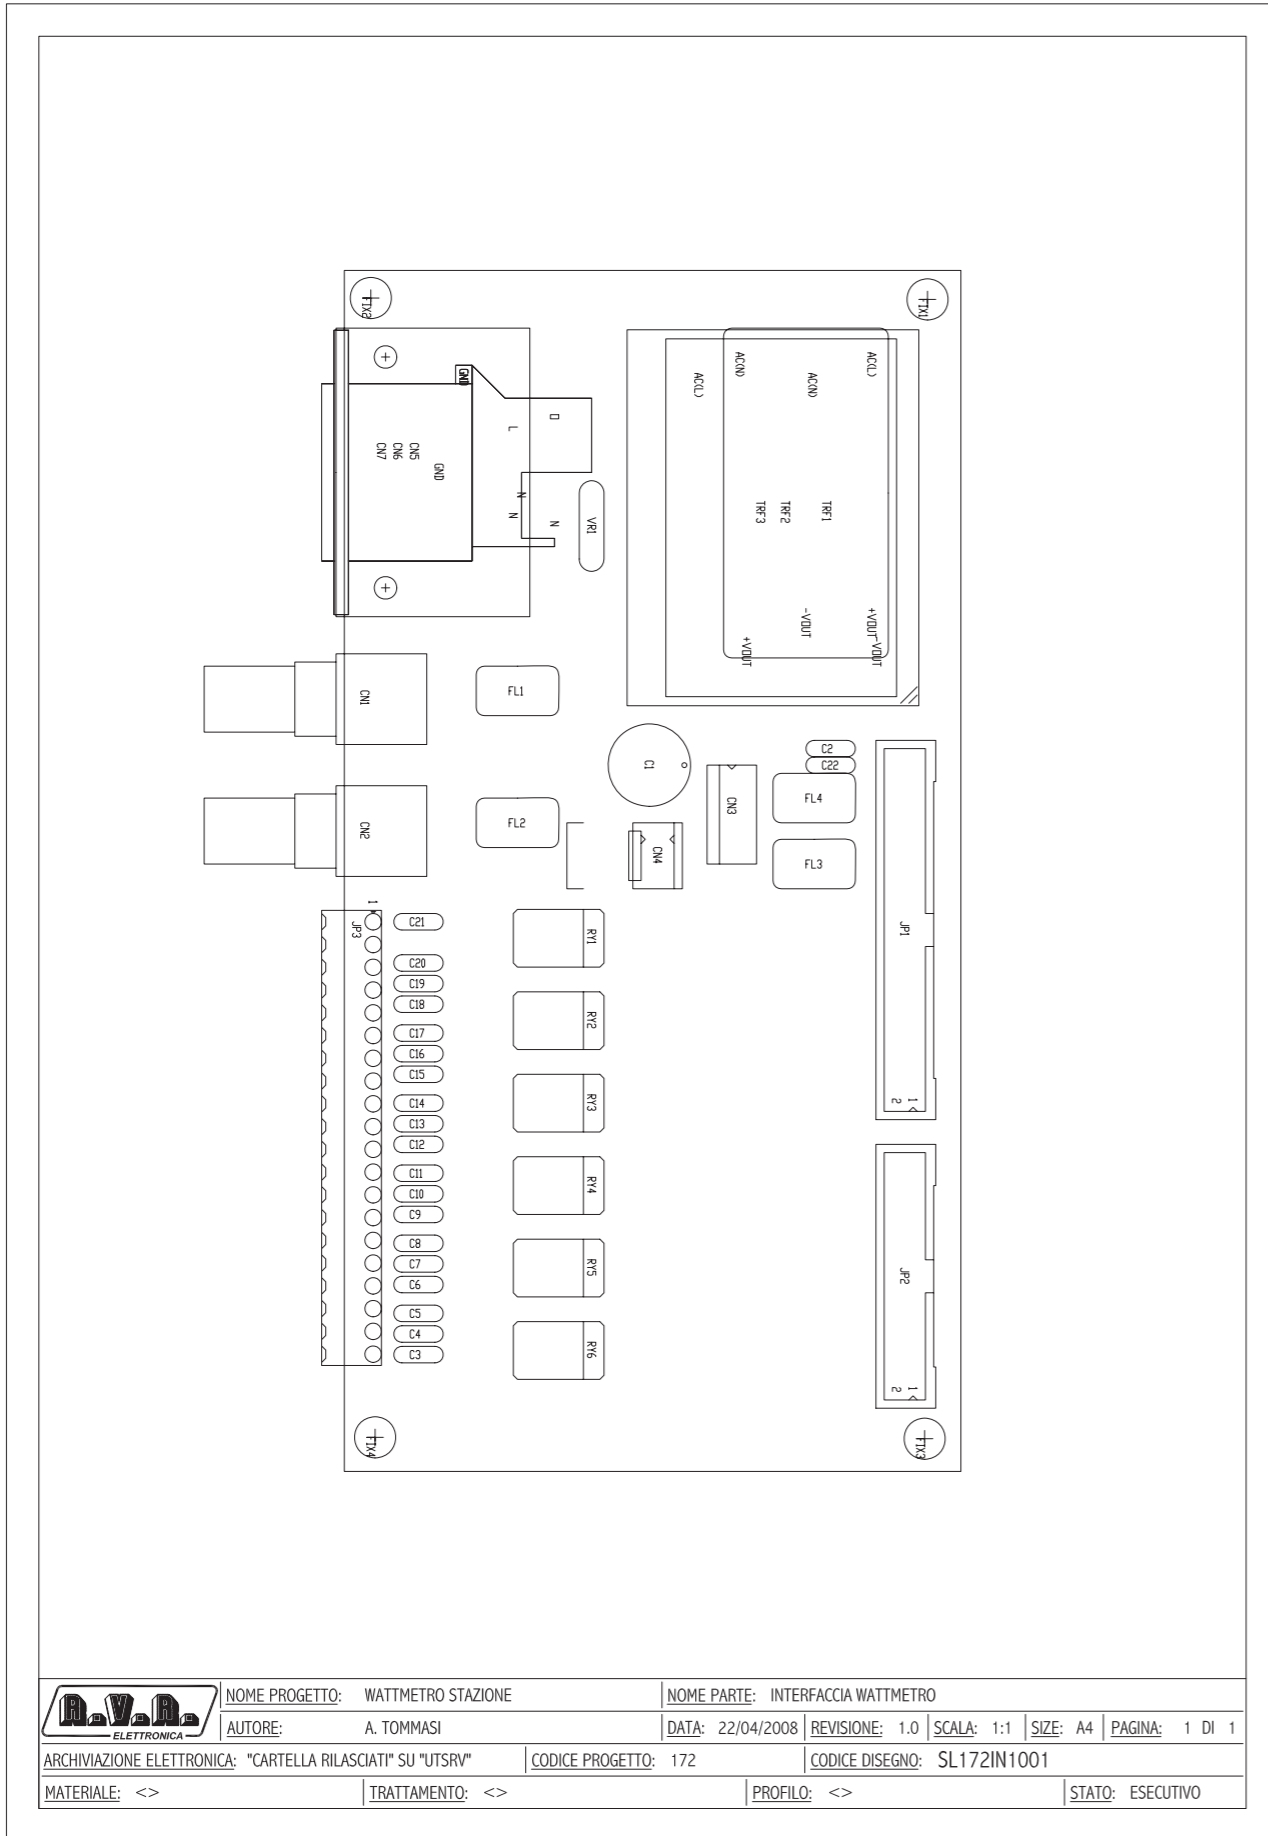 FIX2
FIX1
GND
L
D
CN7
CN6
CN5
GND
N
N
N
VR1
AC(L)
AC(N)
AC(N)
AC(L)
TRF3
TRF2
TRF1
+VOUT
-VOUT
+VOUT
-VOUT
CN1
FL1
CN2
FL2
C1
CN3
CN4
C2
C22
FL4
FL3
JP1
1
2
JP2
1
2
1
JP3
C21
C20
C19
C18
C17
C16
C15
C14
C13
C12
C11
C10
C9
C8
C7
C6
C5
C4
C3
RY1
RY2
RY3
RY4
RY5
RY6
FIX4
FIX3
A.V.R.
ELETTRONICA
NOME PROGETTO: WATTMETRO STAZIONE
NOME PARTE: INTERFACCIA WATTMETRO
AUTORE: A. TOMMASI
DATA: 22/04/2008
REVISIONE: 1.0
SCALA: 1:1
SIZE: A4
PAGINA: 1 DI 1
ARCHIVIAZIONE ELETTRONICA: "CARTELLA RILASCIATI" SU "UTSRV"
CODICE PROGETTO: 172
CODICE DISEGNO: SL172IN1001
MATERIALE: <>
TRATTAMENTO: <>
PROFILO: <>
STATO: ESECUTIVO